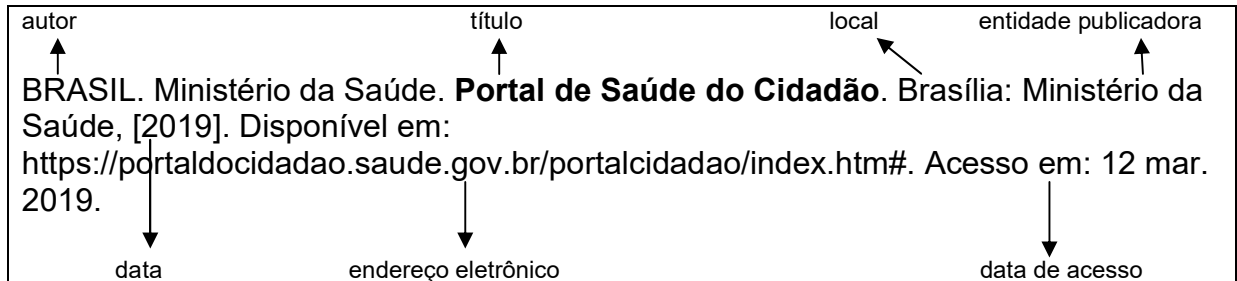 autor título local entidade publicadora
BRASIL. Ministério da Saúde. Portal de Saúde do Cidadão. Brasília: Ministério da
Saúde, [2019]. Disponível em:
https://portaldocidadao.saude.gov.br/portalcidadao/index.htm#. Acesso em: 12 mar.
2019.
data endereço eletrônico data de acesso